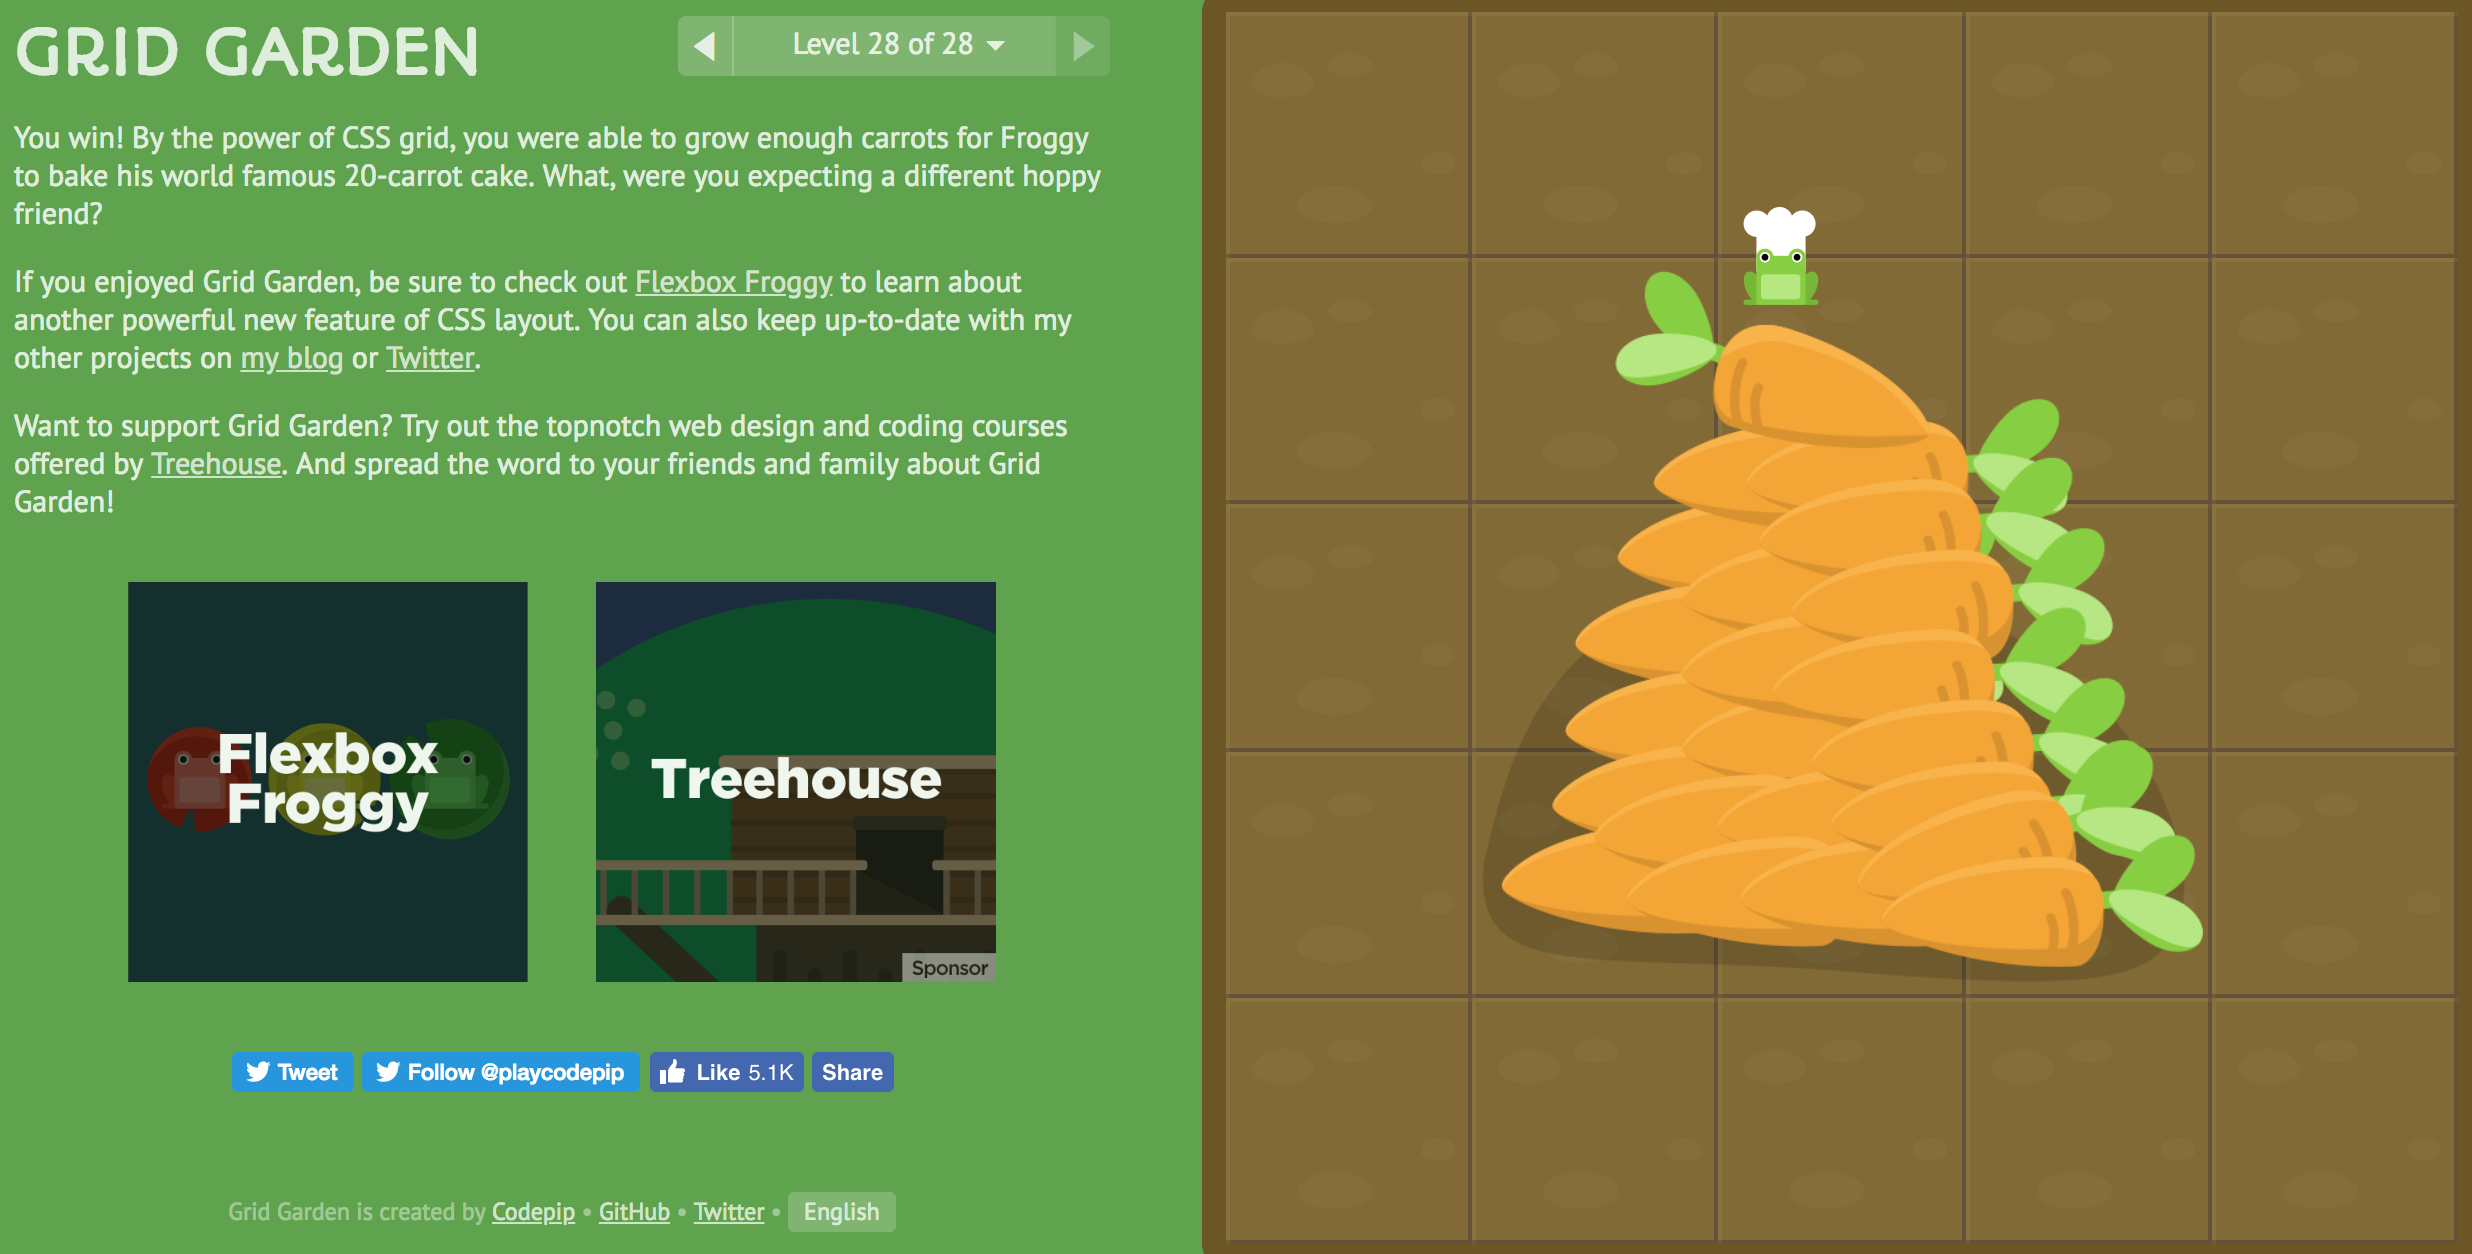 GRID GARDEN
Level 28 of 28
You win! By the power of CSS grid, you were able to grow enough carrots for Froggy
to bake his world famous 20-carrot cake. What, were you expecting a different hoppy
friend?
If you enjoyed Grid Garden, be sure to check out Flexbox Froggy to learn about
another powerful new feature of CSS layout. You can also keep up-to-date with my
other projects on my blog or Twitter.
Want to support Grid Garden? Try out the topnotch web design and coding courses
offered by Treehouse. And spread the word to your friends and family about Grid
Garden!
Flexbox
Froggy
Treehouse
Sponsor
Tweet
Follow @playcodepip
Like 5.1K
Share
Grid Garden is created by Codepip • GitHub • Twitter • English